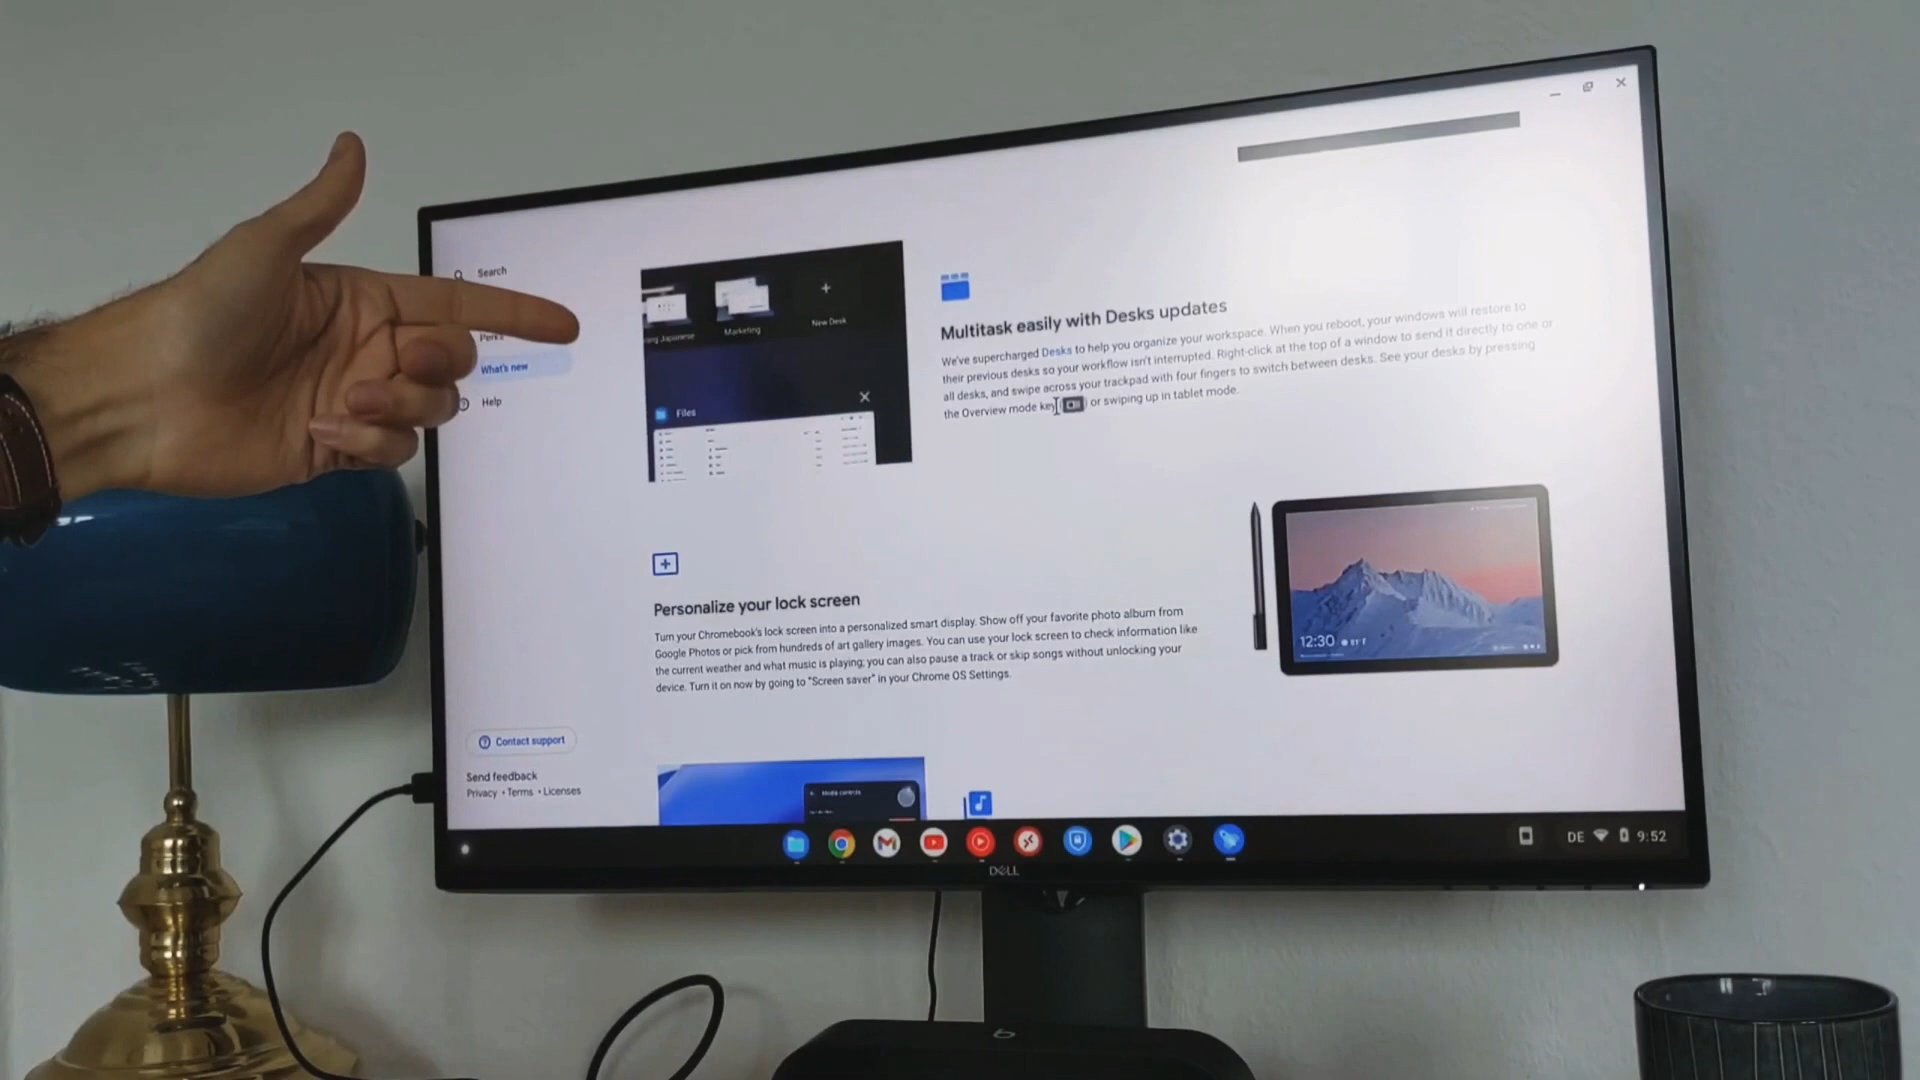 Search
What's new
Help
Marketing
New Desk
Files
Multitask easily with Desks updates
We've supercharged Desks to help you organize your workspace. When you reboot, your windows will restore to
their previous desks so your workflow isn't interrupted. Right-click at the top of a window to send it directly to one or
all desks, and swipe across your trackpad with four fingers to switch between desks. See your desks by pressing
the Overview mode key or swiping up in tablet mode.
Personalize your lock screen
Turn your Chromebook's lock screen into a personalized smart display. Show off your favorite photo album from
Google Photos or pick from hundreds of art gallery images. You can use your lock screen to check information like
the current weather and what music is playing; you can also pause a track or skip songs without unlocking your
device. Turn it on now by going to "Screen saver" in your Chrome OS Settings.
12:30
Contact support
Send feedback
Privacy • Terms • Licenses
Media controls
DE 9:52
DELL